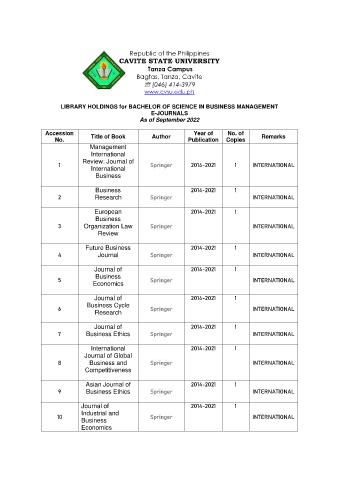 Republic of the Philippines
CAVITE STATE UNIVERSITY
Tanza Campus
Bagtas, Tanza, Cavite
☏ (046) 414-3979
www.cvsu.edu.ph
LIBRARY HOLDINGS for BACHELOR OF SCIENCE IN BUSINESS MANAGEMENT
E-JOURNALS
As of September 2022
Accession No. Title of Book Author Year of Publication No. of Copies Remarks
1 Management International Review: Journal of International Business Springer 2014-2021 1 INTERNATIONAL
2 Business Research Springer 2014-2021 1 INTERNATIONAL
3 European Business Organization Law Review Springer 2014-2021 1 INTERNATIONAL
4 Future Business Journal Springer 2014-2021 1 INTERNATIONAL
5 Journal of Business Economics Springer 2014-2021 1 INTERNATIONAL
6 Journal of Business Cycle Research Springer 2014-2021 1 INTERNATIONAL
7 Journal of Business Ethics Springer 2014-2021 1 INTERNATIONAL
8 International Journal of Global Business and Competitiveness Springer 2014-2021 1 INTERNATIONAL
9 Asian Journal of Business Ethics Springer 2014-2021 1 INTERNATIONAL
10 Journal of Industrial and Business Economics Springer 2014-2021 1 INTERNATIONAL